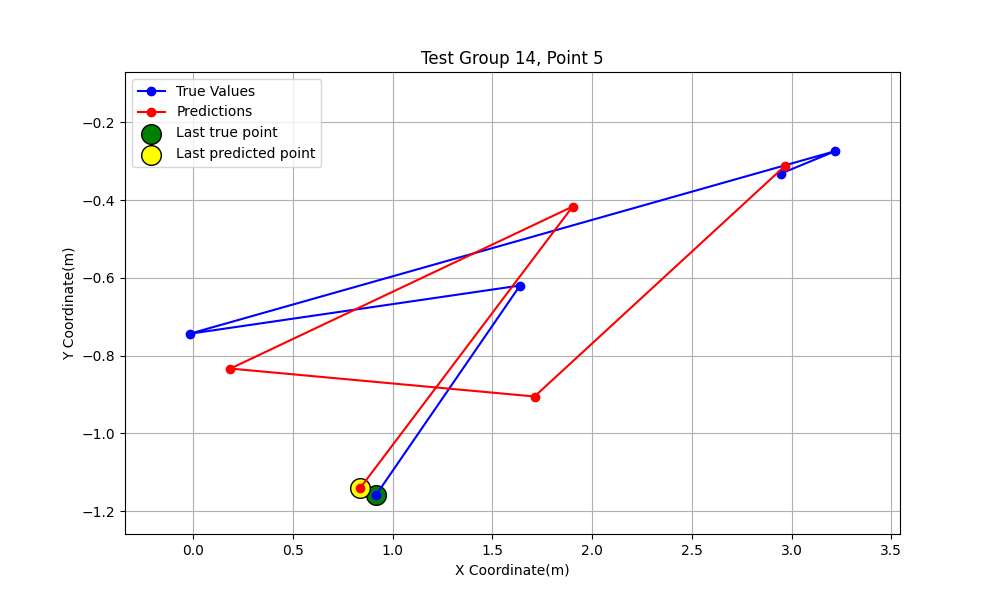 Test Group 14, Point 5
True Values
Predictions
Last true point
Last predicted point
−0.2
−0.4
−0.6
−0.8
−1.0
−1.2
Y Coordinate(m)
0.0 0.5 1.0 1.5 2.0 2.5 3.0 3.5
X Coordinate(m)